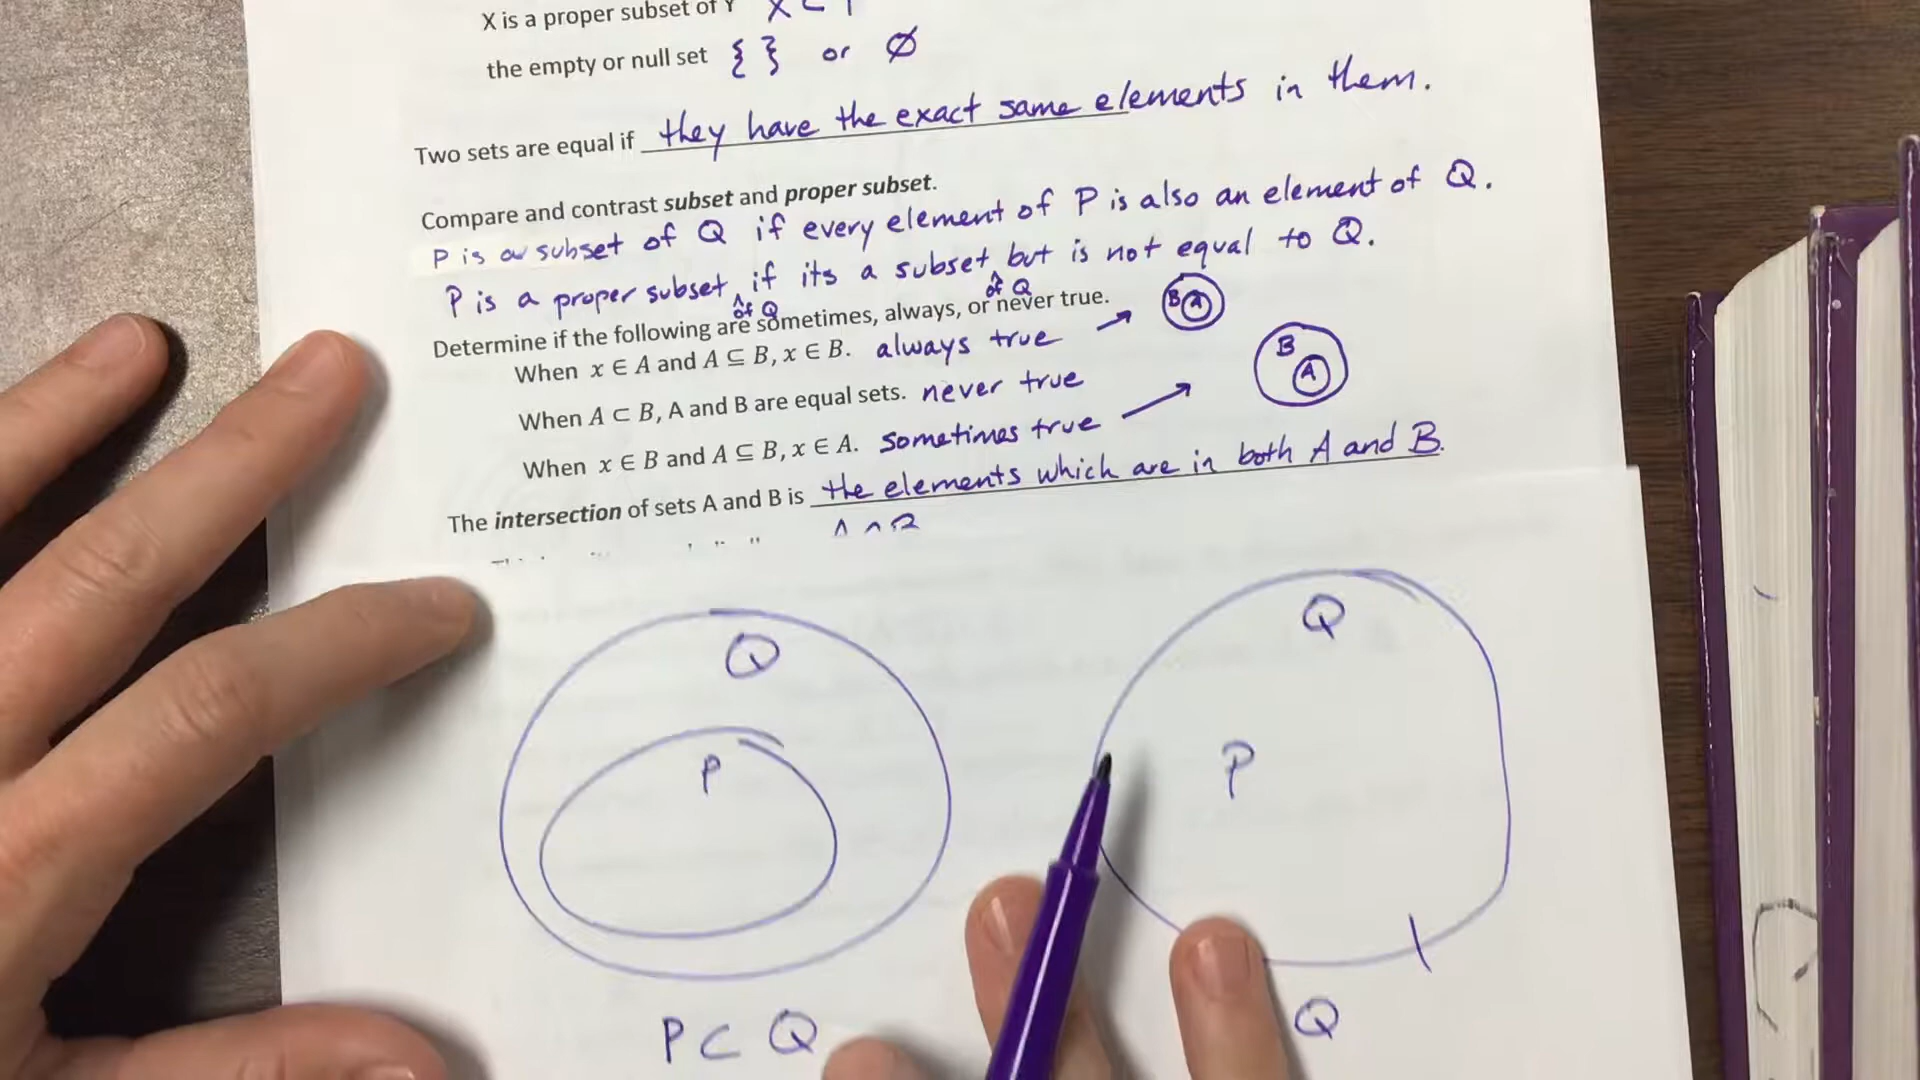 X is a proper subset of Y X ⊂ Y
the empty or null set { } or ∅
Two sets are equal if they have the exact same elements in them.
Compare and contrast subset and proper subset.
P is a subset of Q if every element of P is also an element of Q.
P is a proper subset of Q if its a subset of Q but is not equal to Q.
Determine if the following are sometimes, always, or never true.
When x ∈ A and A ⊆ B, x ∈ B. always true
B A
When A ⊂ B, A and B are equal sets. never true
B A
When x ∈ B and A ⊆ B, x ∈ A. sometimes true
The intersection of sets A and B is the elements which are in both A and B.
A ∩ B
Q
P
P ⊂ Q
Q
P
Q